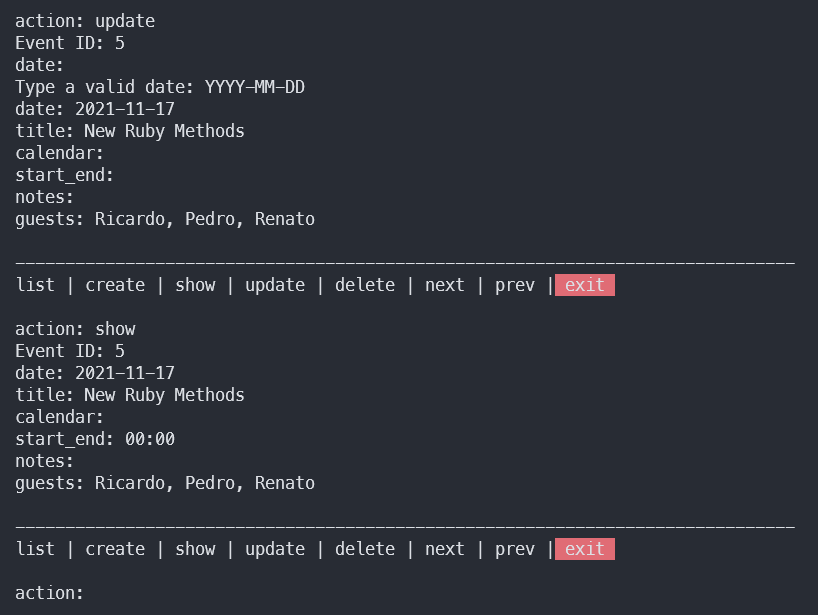 action: update
Event ID: 5
date:
Type a valid date: YYYY-MM-DD
date: 2021-11-17
title: New Ruby Methods
calendar:
start_end:
notes:
guests: Ricardo, Pedro, Renato
------------------------------------------------------------------------------
list | create | show | update | delete | next | prev | exit
action: show
Event ID: 5
date: 2021-11-17
title: New Ruby Methods
calendar:
start_end: 00:00
notes:
guests: Ricardo, Pedro, Renato
------------------------------------------------------------------------------
list | create | show | update | delete | next | prev | exit
action: